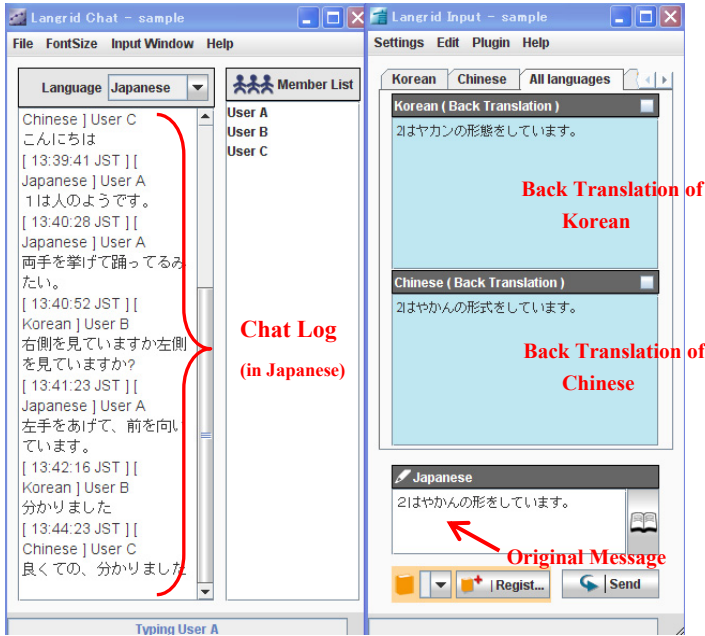 Langrid Chat - sample
File FontSize Input Window Help
Language Japanese
Member List
Chinese ] User C
こんにちは
[ 13:39:41 JST ] [
Japanese ] User A
１は人のようです。
[ 13:40:28 JST ] [
Japanese ] User A
両手を挙げて踊ってるみ
たい。
[ 13:40:52 JST ] [
Korean ] User B
右側を見ていますか左側
を見ていますか?
[ 13:41:23 JST ] [
Japanese ] User A
左手をあげて、前を向い
ています。
[ 13:42:16 JST ] [
Korean ] User B
分かりました
[ 13:44:23 JST ] [
Chinese ] User C
良くての、分かりました
User A
User B
User C
Chat Log
(in Japanese)
Typing User A
Langrid Input - sample
Settings Edit Plugin Help
Korean Chinese All languages
Korean ( Back Translation )
2はヤカンの形態をしています。
Back Translation of
Korean
Chinese ( Back Translation )
2はやかんの形式をしています。
Back Translation of
Chinese
Japanese
2はやかんの形をしています。
Original Message
Regist... Send